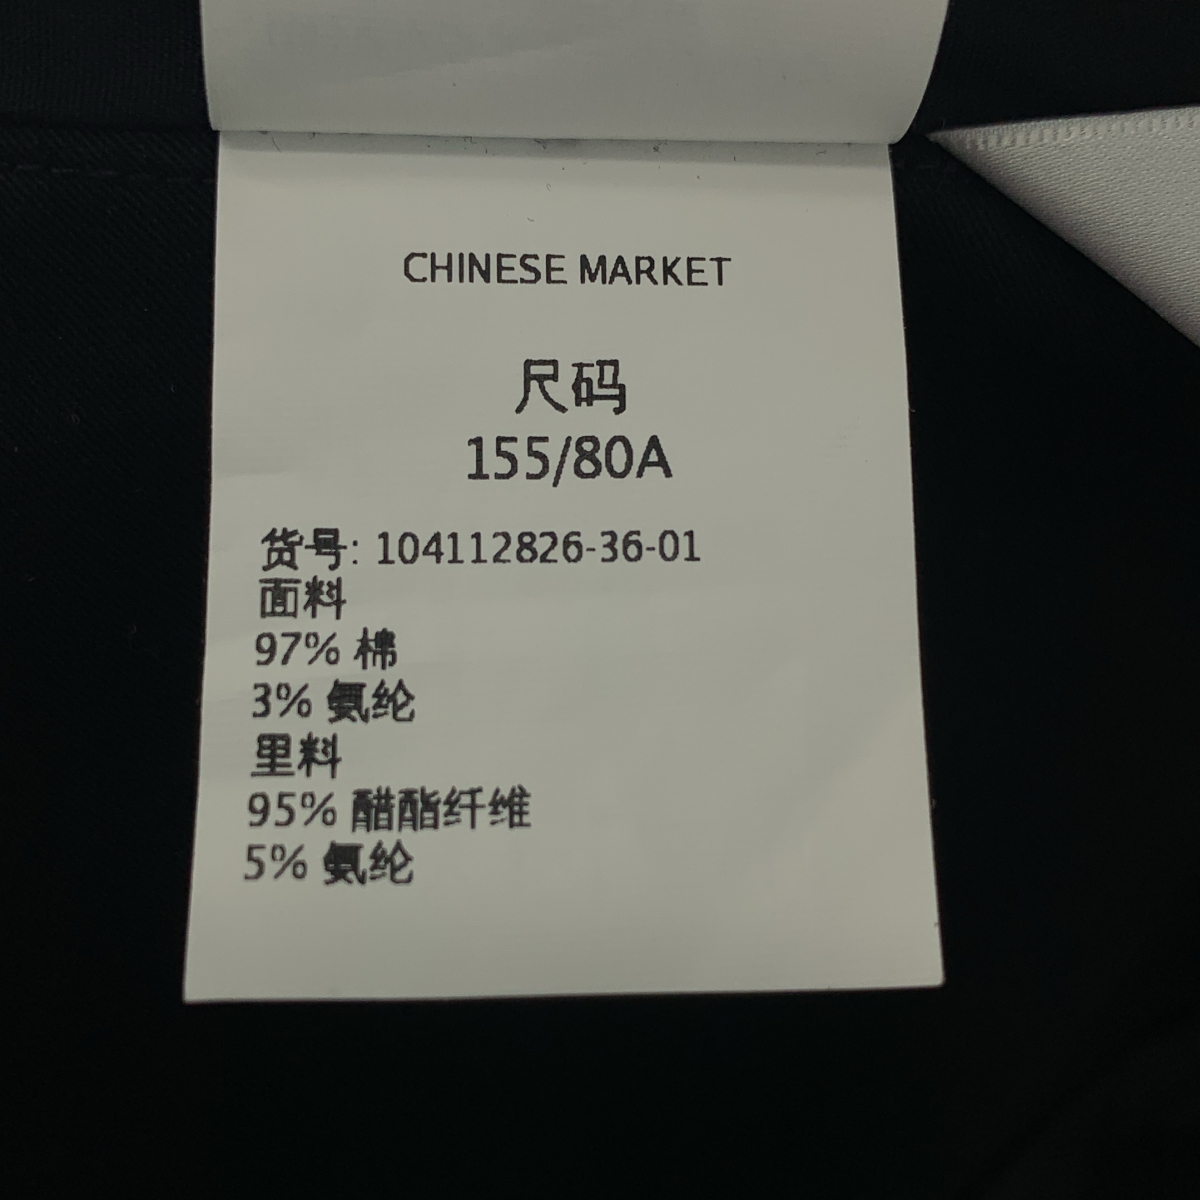 CHINESE MARKET
尺码
155/80A
货号: 104112826-36-01
面料
97% 棉
3% 氨纶
里料
95% 醋酯纤维
5% 氨纶